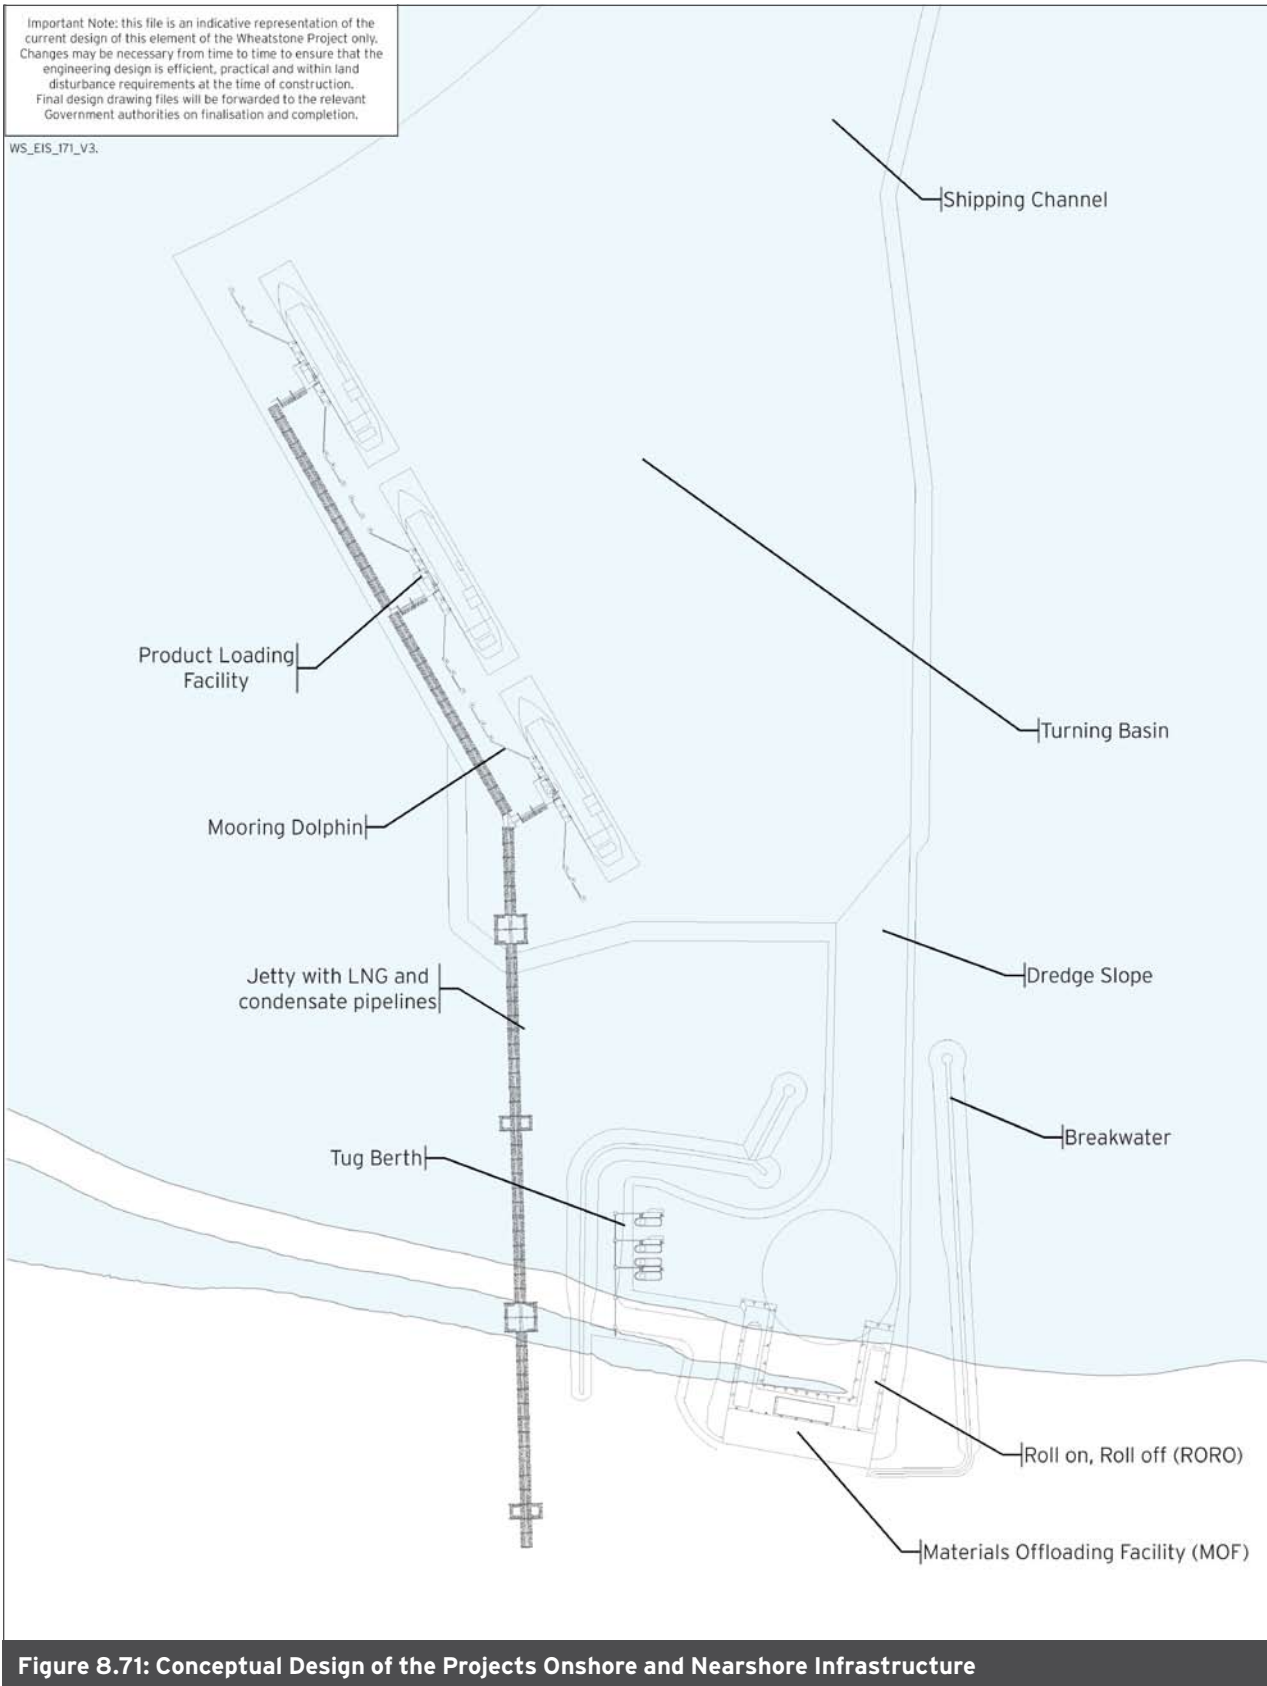 Important Note: this file is an indicative representation of the
current design of this element of the Wheatstone Project only.
Changes may be necessary from time to time to ensure that the
engineering design is efficient, practical and within land
disturbance requirements at the time of construction.
Final design drawing files will be forwarded to the relevant
Government authorities on finalisation and completion.
WS_EIS_171_V3.
Shipping Channel
Product Loading
Facility
Turning Basin
Mooring Dolphin
Jetty with LNG and
condensate pipelines
Dredge Slope
Breakwater
Tug Berth
Roll on, Roll off (RORO)
Materials Offloading Facility (MOF)
Figure 8.71: Conceptual Design of the Projects Onshore and Nearshore Infrastructure